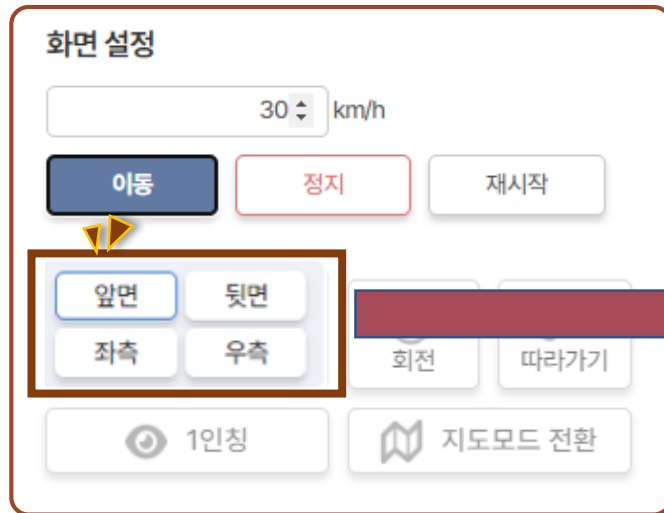 화면 설정
30 km/h
이동 정지 재시작
앞면 뒷면
좌측 우측
회전 따라가기
1인칭 지도모드 전환